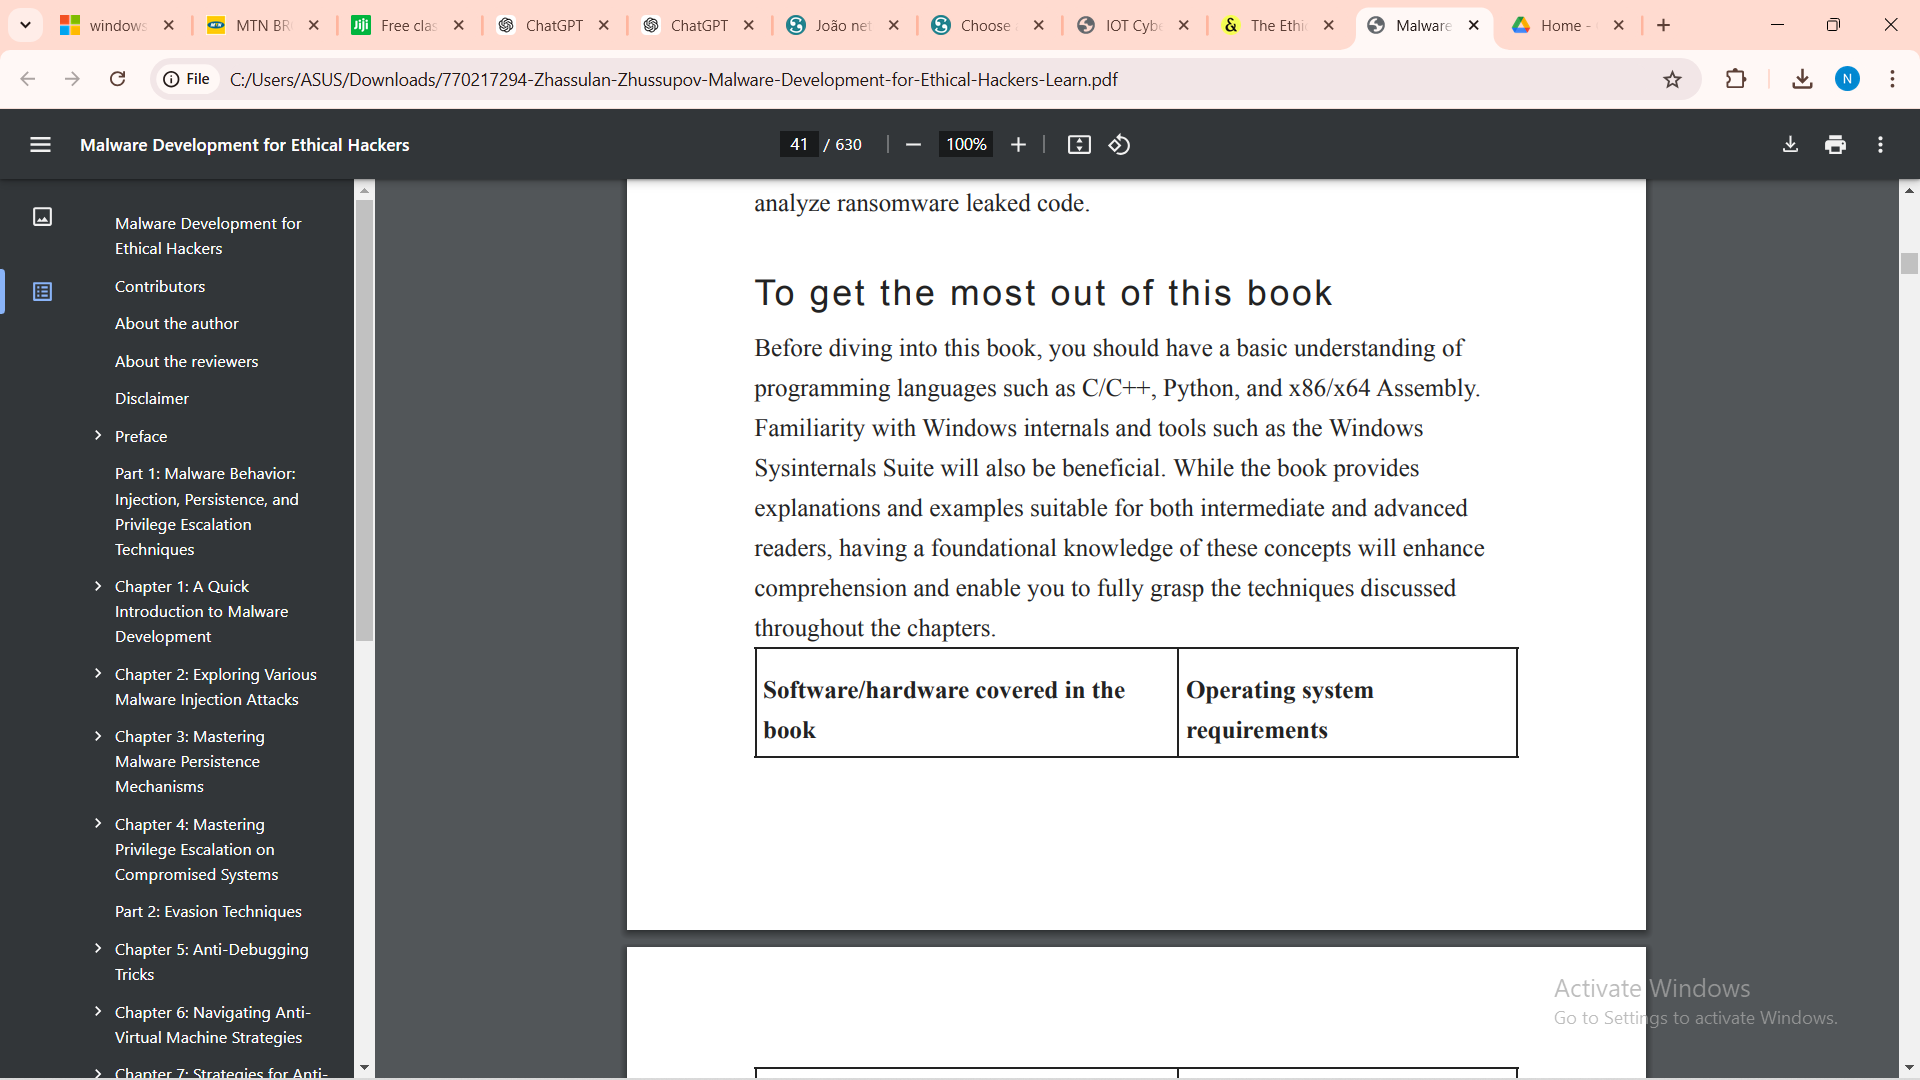 windows
MTN BR
Free clas
ChatGPT
ChatGPT
João net
Choose
IOT Cybe
The Ethic
Malware
Home -
File
C:/Users/ASUS/Downloads/770217294-Zhassulan-Zhussupov-Malware-Development-for-Ethical-Hackers-Learn.pdf
N
Malware Development for Ethical Hackers
41 / 630
100%
Malware Development for
Ethical Hackers
Contributors
About the author
About the reviewers
Disclaimer
Preface
Part 1: Malware Behavior:
Injection, Persistence, and
Privilege Escalation
Techniques
Chapter 1: A Quick
Introduction to Malware
Development
Chapter 2: Exploring Various
Malware Injection Attacks
Chapter 3: Mastering
Malware Persistence
Mechanisms
Chapter 4: Mastering
Privilege Escalation on
Compromised Systems
Part 2: Evasion Techniques
Chapter 5: Anti-Debugging
Tricks
Chapter 6: Navigating Anti-
Virtual Machine Strategies
Chapter 7: Strategies for Anti-
analyze ransomware leaked code.
To get the most out of this book
Before diving into this book, you should have a basic understanding of
programming languages such as C/C++, Python, and x86/x64 Assembly.
Familiarity with Windows internals and tools such as the Windows
Sysinternals Suite will also be beneficial. While the book provides
explanations and examples suitable for both intermediate and advanced
readers, having a foundational knowledge of these concepts will enhance
comprehension and enable you to fully grasp the techniques discussed
throughout the chapters.
Software/hardware covered in the
book
Operating system
requirements
Activate Windows
Go to Settings to activate Windows.